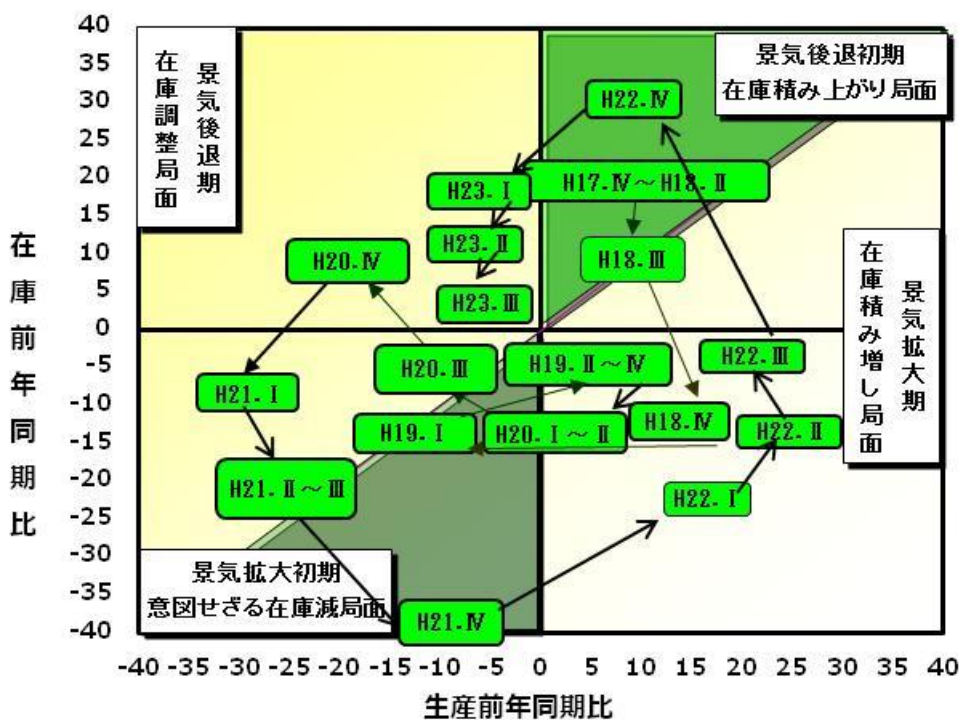 40
35
30
25
20
15
10
5
0
-5
-10
-15
-20
-25
-30
-35
-40
在庫前年同期比
景気後退期
在庫調整局面
景気後退初期
在庫積み上がり局面
景気拡大期
在庫積み増し局面
景気拡大初期
意図せざる在庫減局面
H22.Ⅳ
H23.Ⅰ
H17.Ⅳ～H18.Ⅱ
H23.Ⅱ
H18.Ⅲ
H20.Ⅳ
H23.Ⅲ
H20.Ⅲ
H19.Ⅱ～Ⅳ
H22.Ⅲ
H21.Ⅰ
H19.Ⅰ
H20.Ⅰ～Ⅱ
H18.Ⅳ
H22.Ⅱ
H21.Ⅱ～Ⅲ
H22.Ⅰ
H21.Ⅳ
-40 -35 -30 -25 -20 -15 -10 -5 0 5 10 15 20 25 30 35 40
生産前年同期比